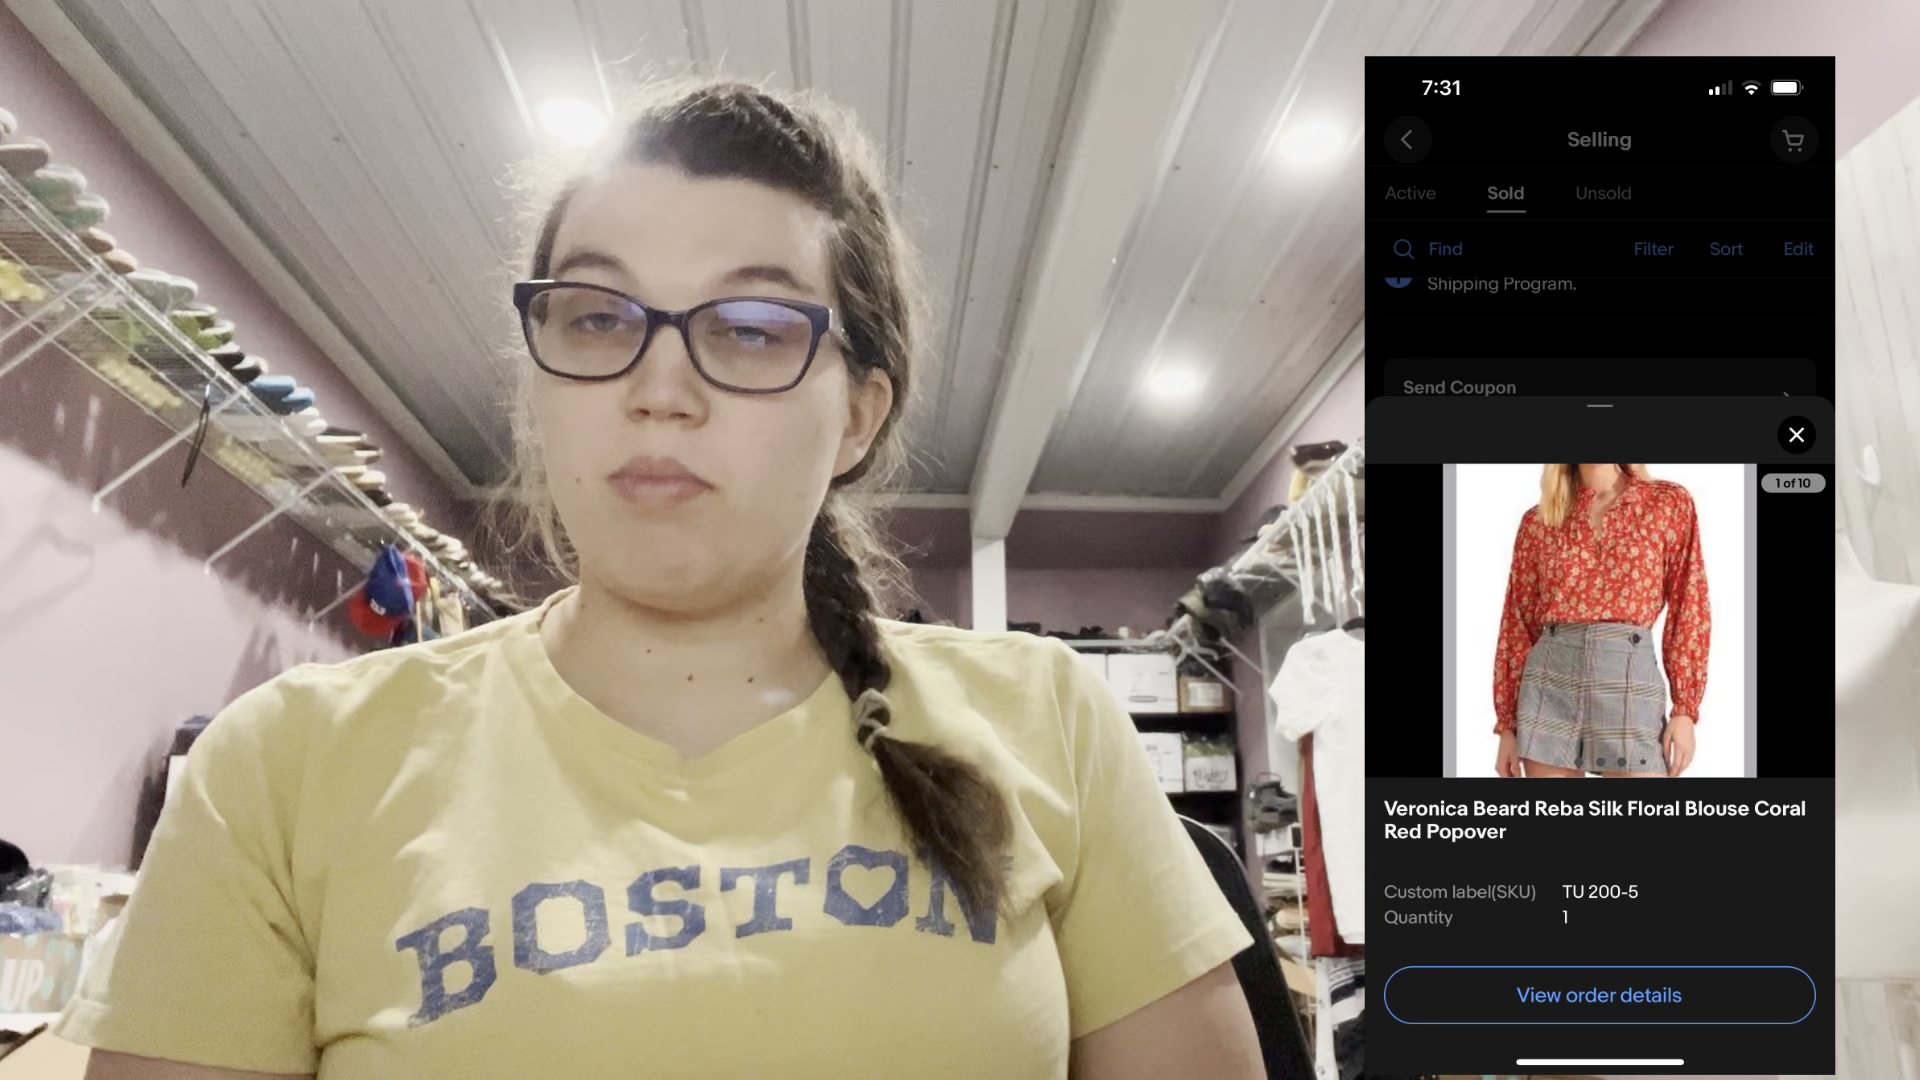 BOSTON
UP
7:31
Selling
Active Sold Unsold
Find Filter Sort Edit
Shipping Program.
Send Coupon
1 of 10
Veronica Beard Reba Silk Floral Blouse Coral
Red Popover
Custom label(SKU) TU 200-5
Quantity 1
View order details